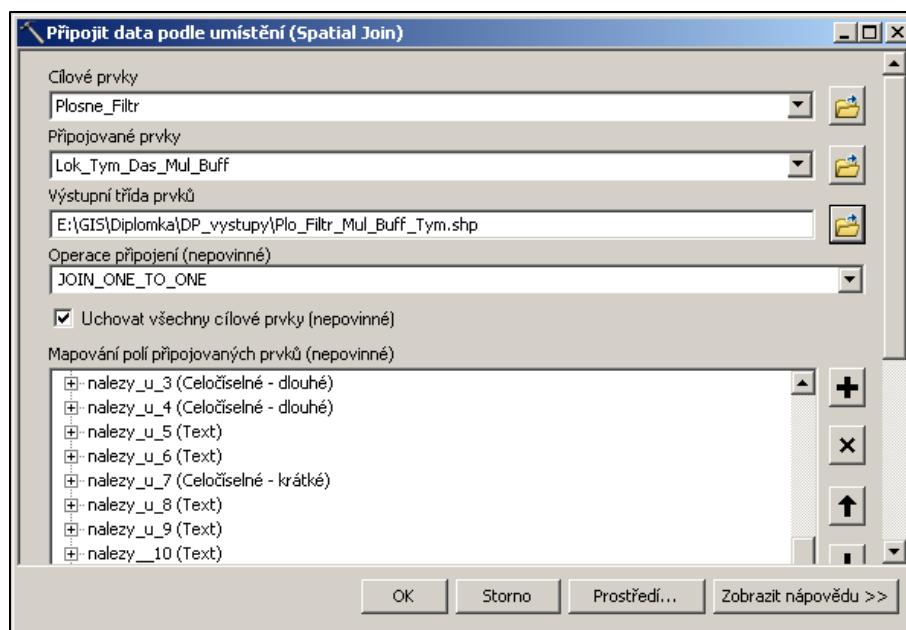 Připojit data podle umístění (Spatial Join)
Cílové prvky
Plosne_Filtr
Připojované prvky
Lok_Tym_Das_Mul_Buff
Výstupní třída prvků
E:\GIS\Diplomka\DP_vystupy\Plo_Filtr_Mul_Buff_Tym.shp
Operace připojení (nepovinné)
JOIN_ONE_TO_ONE
Uchovat všechny cílové prvky (nepovinné)
Mapování polí připojovaných prvků (nepovinné)
nalezy_u_3 (Celočíselné - dlouhé)
nalezy_u_4 (Celočíselné - dlouhé)
nalezy_u_5 (Text)
nalezy_u_6 (Text)
nalezy_u_7 (Celočíselné - krátké)
nalezy_u_8 (Text)
nalezy_u_9 (Text)
nalezy__10 (Text)
OK Storno Prostředí... Zobrazit nápovědu >>